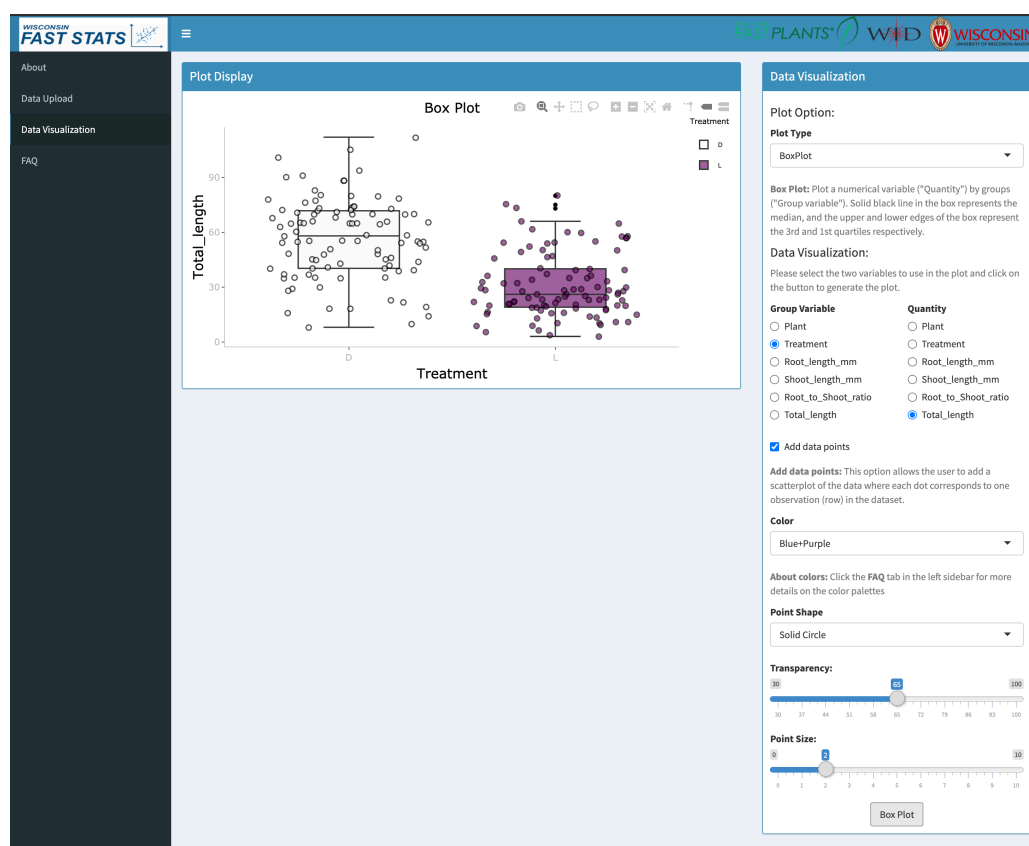 WISCONSIN
FAST STATS
PLANTS
WISCONSIN
UNIVERSITY OF WISCONSIN-MADISON
About
Data Upload
Data Visualization
FAQ
Plot Display
Box Plot
Treatment
D
L
90
60
30
0
Total_length
D
L
Treatment
Data Visualization
Plot Option:
Plot Type
BoxPlot
Box Plot: Plot a numerical variable ("Quantity") by groups
("Group variable"). Solid black line in the box represents the
median, and the upper and lower edges of the box represent
the 3rd and 1st quartiles respectively.
Data Visualization:
Please select the two variables to use in the plot and click on
the button to generate the plot.
Group Variable
Plant
Treatment
Root_length_mm
Shoot_length_mm
Root_to_Shoot_ratio
Total_length
Quantity
Plant
Treatment
Root_length_mm
Shoot_length_mm
Root_to_Shoot_ratio
Total_length
Add data points
Add data points: This option allows the user to add a
scatterplot of the data where each dot corresponds to one
observation (row) in the dataset.
Color
Blue+Purple
About colors: Click the FAQ tab in the left sidebar for more
details on the color palettes
Point Shape
Solid Circle
Transparency:
30 65 100
30 37 44 51 58 65 72 79 86 93 100
Point Size:
0 2 10
0 1 2 3 4 5 6 7 8 9 10
Box Plot